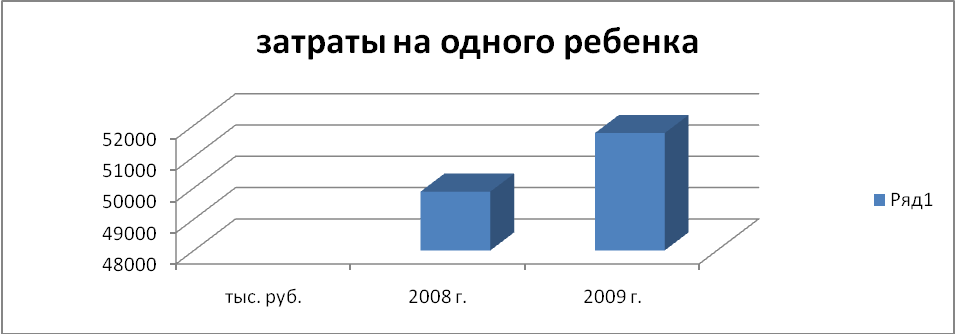 затраты на одного ребенка
52000
51000
50000
49000
48000
тыс. руб.
2008 г.
2009 г.
Ряд1